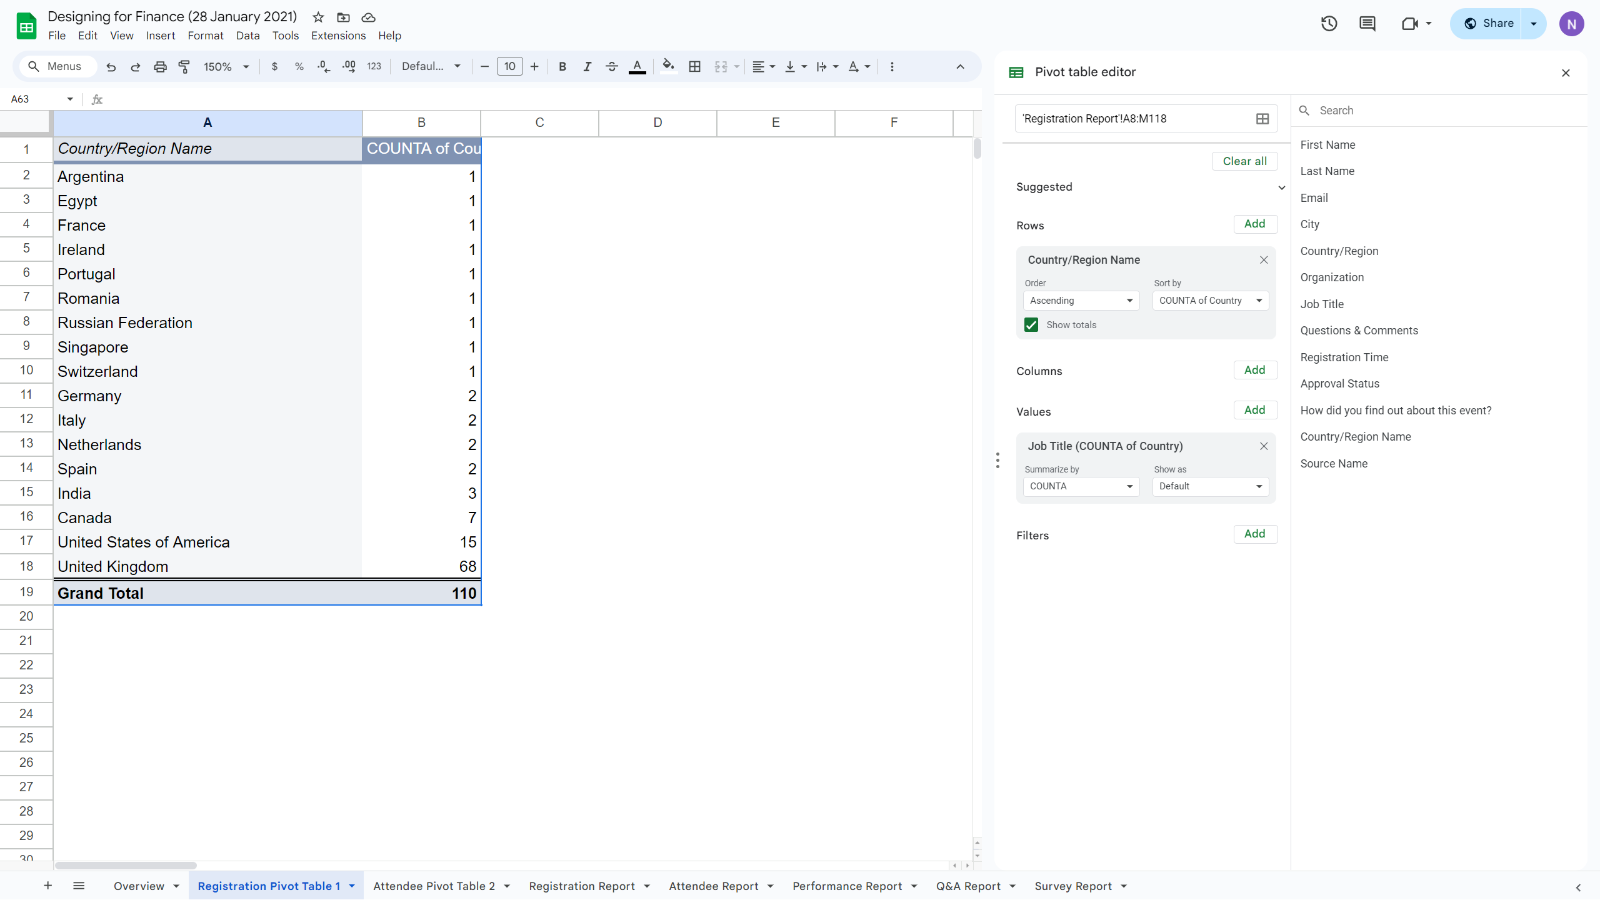 Designing for Finance (28 January 2021)
File Edit View Insert Format Data Tools Extensions Help
Share
N
Menus 150% $ % .0 .00 123 Defaul... 10 B I A
A63 fx
A B C D E F
1 Country/Region Name COUNTA of Cou
2 Argentina 1
3 Egypt 1
4 France 1
5 Ireland 1
6 Portugal 1
7 Romania 1
8 Russian Federation 1
9 Singapore 1
10 Switzerland 1
11 Germany 2
12 Italy 2
13 Netherlands 2
14 Spain 2
15 India 3
16 Canada 7
17 United States of America 15
18 United Kingdom 68
19 Grand Total 110
20
21
22
23
24
25
26
27
28
29
30
Pivot table editor
'Registration Report'!A8:M118
Clear all
Suggested
Rows Add
Country/Region Name
Order Sort by
Ascending COUNTA of Country
Show totals
Columns Add
Values Add
Job Title (COUNTA of Country)
Summarize by Show as
COUNTA Default
Filters Add
Search
First Name
Last Name
Email
City
Country/Region
Organization
Job Title
Questions & Comments
Registration Time
Approval Status
How did you find out about this event?
Country/Region Name
Source Name
Overview Registration Pivot Table 1 Attendee Pivot Table 2 Registration Report Attendee Report Performance Report Q&A Report Survey Report